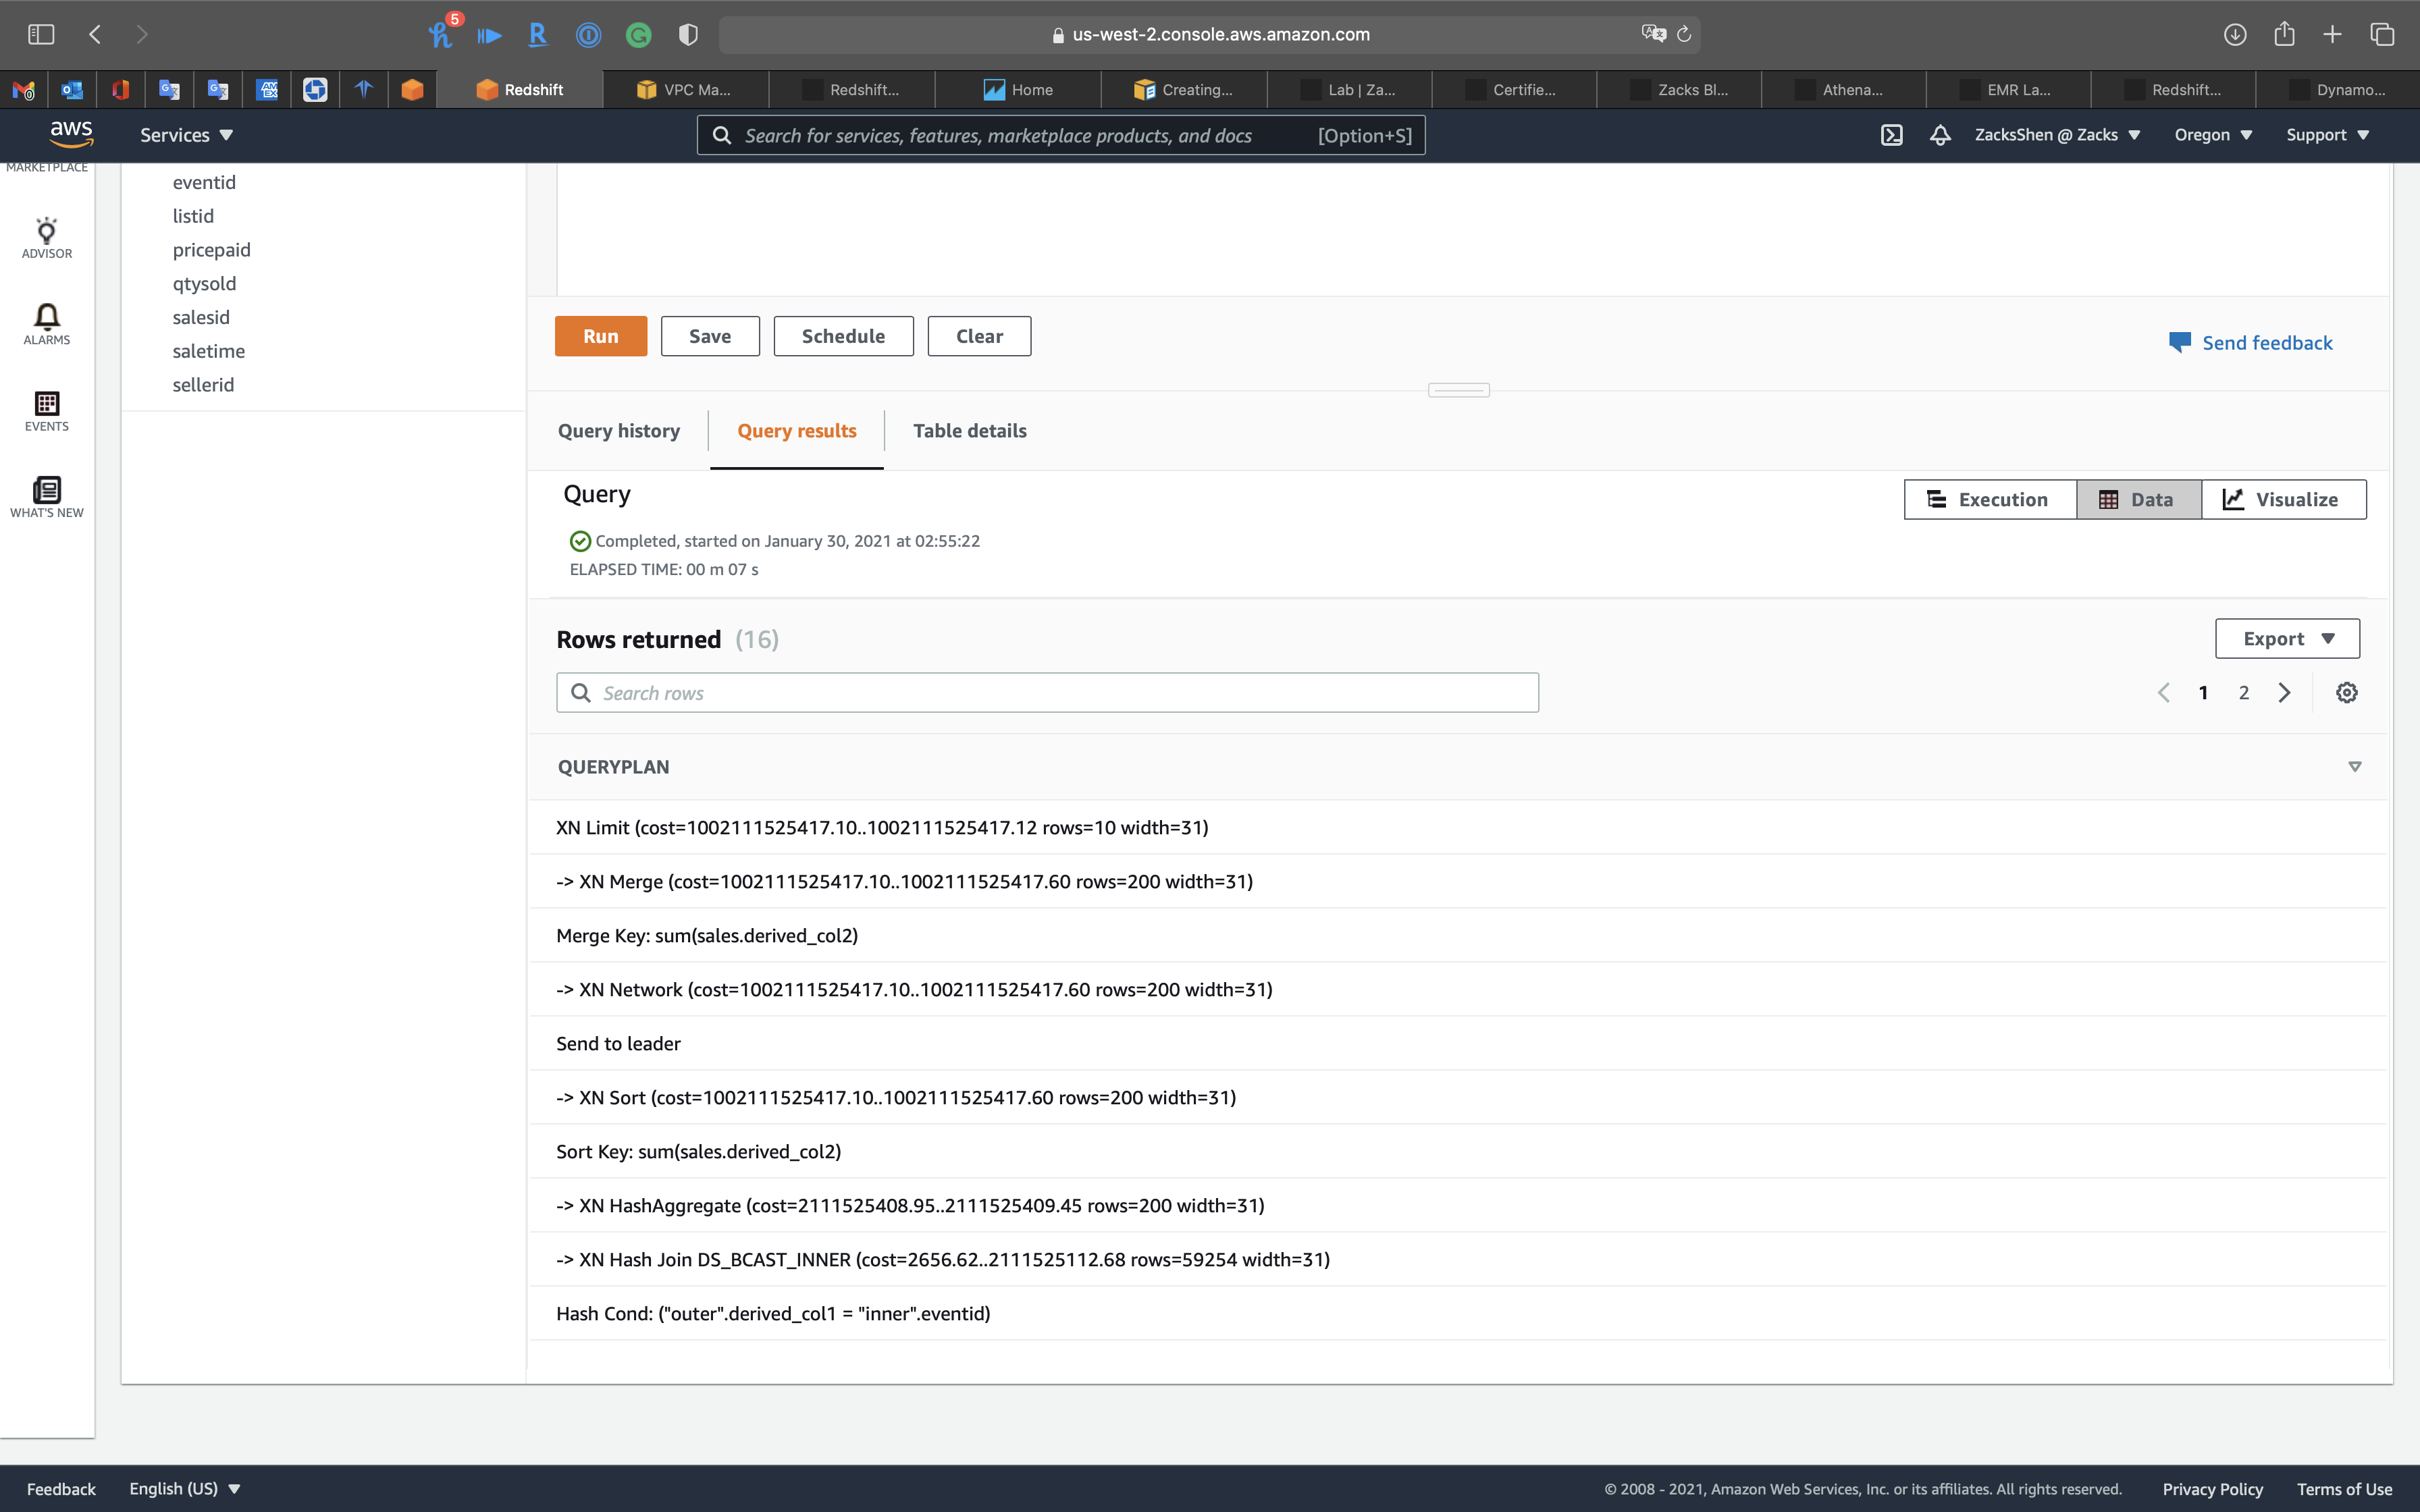 5
us-west-2.console.aws.amazon.com
Redshift
VPC Ma...
Redshift...
Home
Creating...
Lab | Za...
Certifie...
Zacks Bl...
Athena...
EMR La...
Redshift...
Dynamo...
aws
Services
Search for services, features, marketplace products, and docs
[Option+S]
ZacksShen @ Zacks
Oregon
Support
MARKETPLACE
ADVISOR
ALARMS
EVENTS
WHAT'S NEW
eventid
listid
pricepaid
qtysold
salesid
saletime
sellerid
Run
Save
Schedule
Clear
Send feedback
Query history
Query results
Table details
Query
Execution
Data
Visualize
Completed, started on January 30, 2021 at 02:55:22
ELAPSED TIME: 00 m 07 s
Rows returned (16)
Export
Search rows
1
2
QUERYPLAN
XN Limit (cost=1002111525417.10..1002111525417.12 rows=10 width=31)
-> XN Merge (cost=1002111525417.10..1002111525417.60 rows=200 width=31)
Merge Key: sum(sales.derived_col2)
-> XN Network (cost=1002111525417.10..1002111525417.60 rows=200 width=31)
Send to leader
-> XN Sort (cost=1002111525417.10..1002111525417.60 rows=200 width=31)
Sort Key: sum(sales.derived_col2)
-> XN HashAggregate (cost=2111525408.95..2111525409.45 rows=200 width=31)
-> XN Hash Join DS_BCAST_INNER (cost=2656.62..2111525112.68 rows=59254 width=31)
Hash Cond: ("outer".derived_col1 = "inner".eventid)
Feedback
English (US)
© 2008 - 2021, Amazon Web Services, Inc. or its affiliates. All rights reserved.
Privacy Policy
Terms of Use